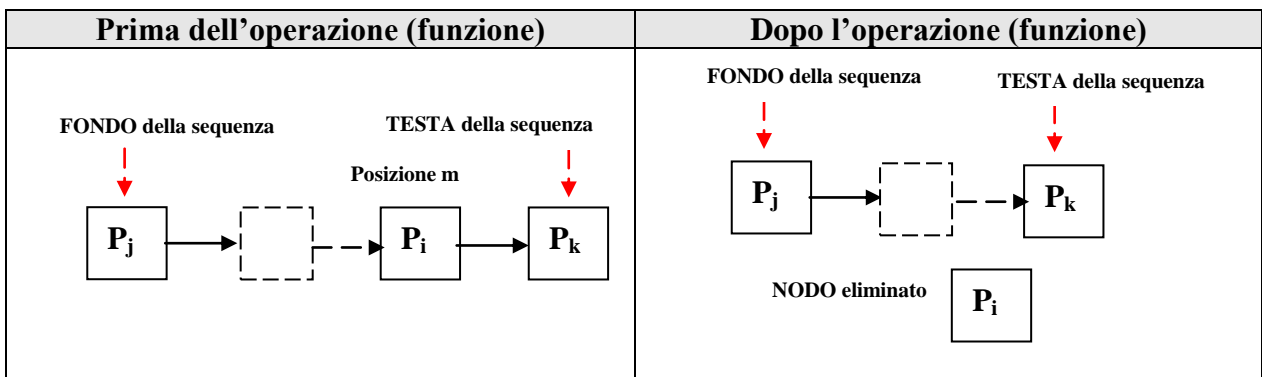 Prima dell’operazione (funzione)
FONDO della sequenza
TESTA della sequenza
Posizione m
Pj
Pi
Pk
Dopo l’operazione (funzione)
FONDO della sequenza
TESTA della sequenza
Pj
Pk
NODO eliminato
Pi